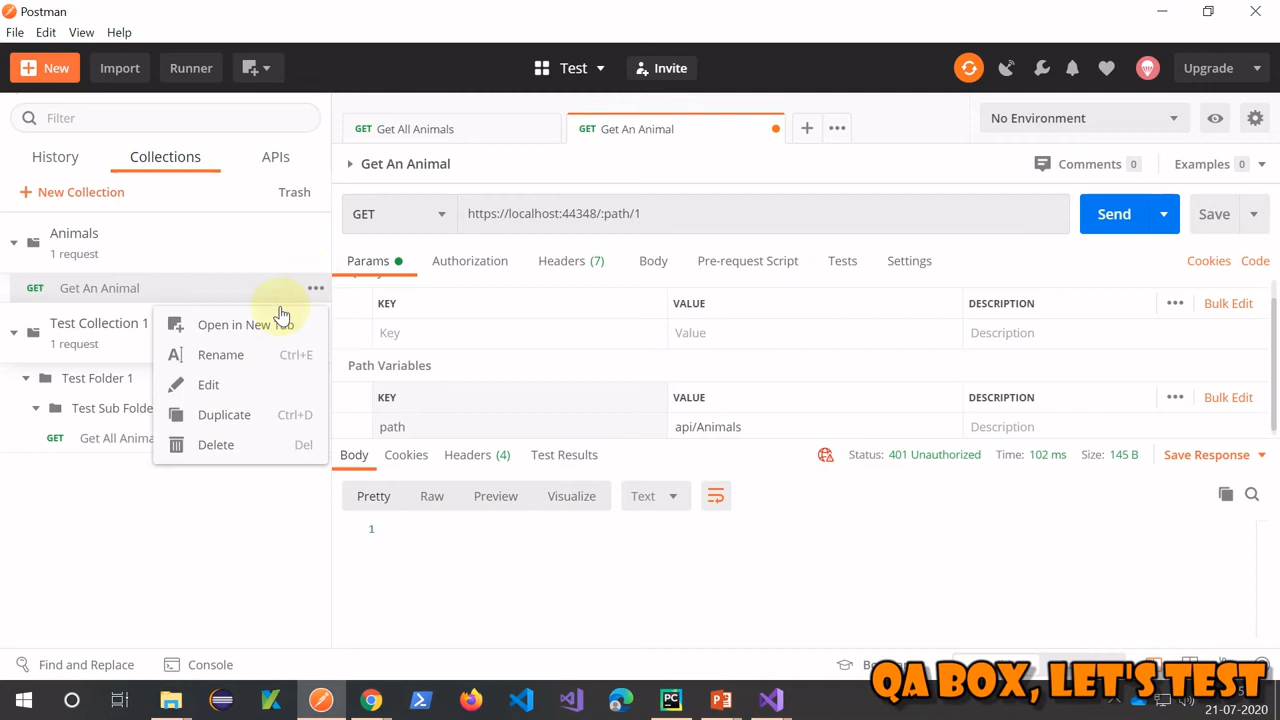 Postman
File Edit View Help
New Import Runner Test Invite Upgrade
Filter
History Collections APIs
New Collection Trash
Animals
1 request
GET Get An Animal
Test Collection 1
1 request
Test Folder 1
Test Sub Folde
GET Get All Anima
Open in New Tab
Rename Ctrl+E
Edit
Duplicate Ctrl+D
Delete Del
GET Get All Animals GET Get An Animal No Environment
Get An Animal Comments 0 Examples 0
GET https://localhost:44348/:path/1 Send Save
Params Authorization Headers (7) Body Pre-request Script Tests Settings Cookies Code
KEY VALUE DESCRIPTION Bulk Edit
Key Value Description
Path Variables
KEY VALUE DESCRIPTION Bulk Edit
path api/Animals Description
Body Cookies Headers (4) Test Results Status: 401 Unauthorized Time: 102 ms Size: 145 B Save Response
Pretty Raw Preview Visualize Text
1
Find and Replace Console
QA BOX, LET'S TEST
21-07-2020